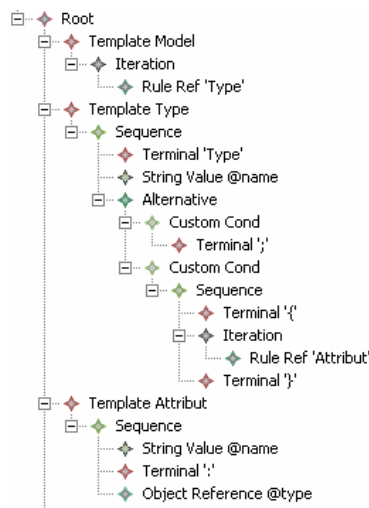 Root
Template Model
Iteration
Rule Ref 'Type'
Template Type
Sequence
Terminal 'Type'
String Value @name
Alternative
Custom Cond
Terminal ';'
Custom Cond
Sequence
Terminal '{'
Iteration
Rule Ref 'Attribut'
Terminal '}'
Template Attribut
Sequence
String Value @name
Terminal ':'
Object Reference @type